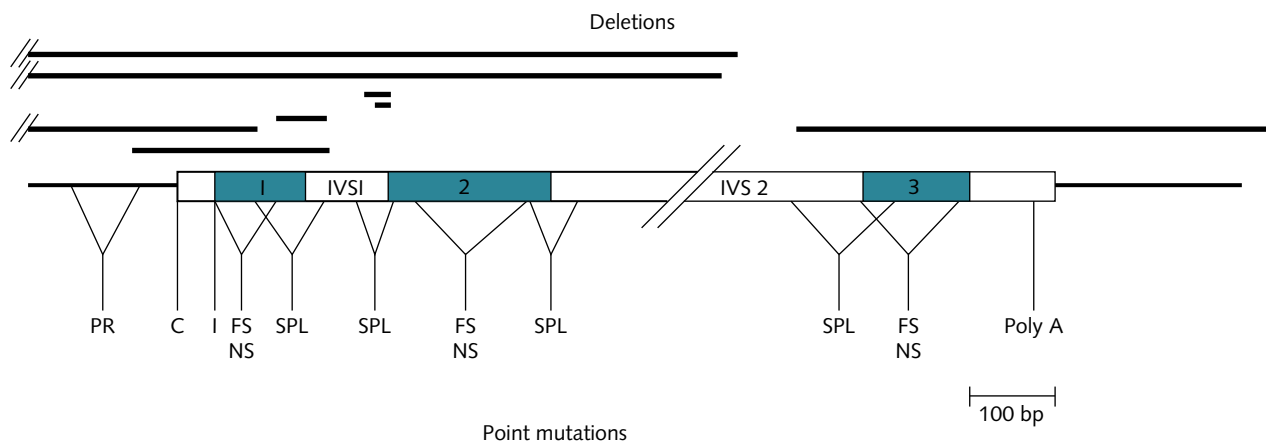 Deletions
I IVSI 2 IVS 2 3
PR C I FS SPL SPL FS SPL SPL FS Poly A
NS NS NS
100 bp
Point mutations